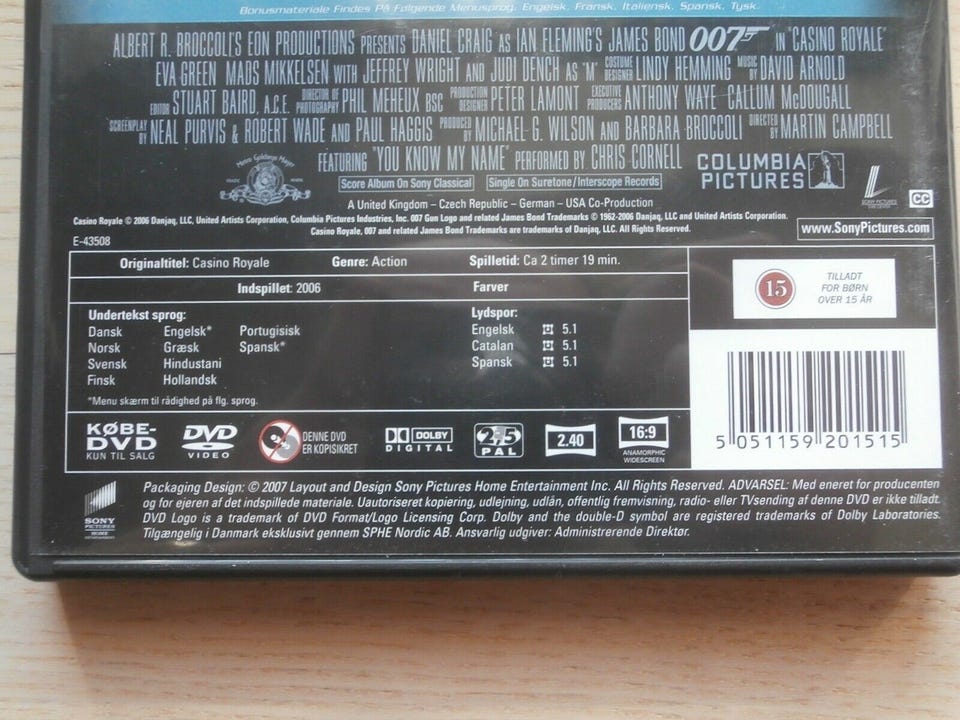 Bonusmateriale Findes På Følgende Menusprog. Engelsk, Fransk, Italiensk, Spansk, Tysk.
ALBERT R. BROCCOLI'S EON PRODUCTIONS PRESENTS DANIEL CRAIG AS IAN FLEMING'S JAMES BOND 007 IN "CASINO ROYALE"
EVA GREEN MADS MIKKELSEN WITH JEFFREY WRIGHT AND JUDI DENCH AS "M" COSTUME DESIGNER LINDY HEMMING MUSIC BY DAVID ARNOLD
EDITOR STUART BAIRD, A.C.E. DIRECTOR OF PHOTOGRAPHY PHIL MEHEUX BSC PRODUCTION DESIGNER PETER LAMONT EXECUTIVE PRODUCERS ANTHONY WAYE CALLUM McDOUGALL
SCREENPLAY BY NEAL PURVIS & ROBERT WADE AND PAUL HAGGIS PRODUCED BY MICHAEL G. WILSON AND BARBARA BROCCOLI DIRECTED BY MARTIN CAMPBELL
Metro Goldwyn Mayer
TRADE MARK
FEATURING "YOU KNOW MY NAME" PERFORMED BY CHRIS CORNELL
Score Album On Sony Classical Single On Suretone/Interscope Records
COLUMBIA
PICTURES
SONY PICTURES
CC
A United Kingdom – Czech Republic – German – USA Co-Production
Casino Royale © 2006 Danjaq, LLC, United Artists Corporation, Columbia Pictures Industries, Inc. 007 Gun Logo and related James Bond Trademarks © 1962-2006 Danjaq, LLC and United Artists Corporation.
Casino Royale, 007 and related James Bond Trademarks are trademarks of Danjaq, LLC. All Rights Reserved.
www.SonyPictures.com
E-43508
Originaltitel: Casino Royale Genre: Action Spilletid: Ca 2 timer 19 min.
Indspillet: 2006 Farver
Undertekst sprog:
Dansk Engelsk* Portugisisk
Norsk Græsk Spansk*
Svensk Hindustani
Finsk Hollandsk
*Menu skærm til rådighed på flg. sprog.
Lydspor:
Engelsk 5.1
Catalan 5.1
Spansk 5.1
15
TILLADT
FOR BØRN
OVER 15 ÅR
KØBE-
DVD
KUN TIL SALG
DVD
VIDEO
DENNE DVD
ER KOPISIKRET
DOLBY
DIGITAL
2,5
PAL
2.40
16:9
ANAMORPHIC
WIDESCREEN
5 051159 201515
SONY
PICTURES
HOME
ENTERTAINMENT
Packaging Design: © 2007 Layout and Design Sony Pictures Home Entertainment Inc. All Rights Reserved. ADVARSEL: Med eneret for producenten
og for ejeren af det indspillede materiale. Uautoriseret kopiering, udlejning, udlån, offentlig fremvisning, radio- eller TVsending af denne DVD er ikke tilladt.
DVD Logo is a trademark of DVD Format/Logo Licensing Corp. Dolby and the double-D symbol are registered trademarks of Dolby Laboratories.
Tilgængelig i Danmark eksklusivt gennem SPHE Nordic AB. Ansvarlig udgiver: Administrerende Direktør.